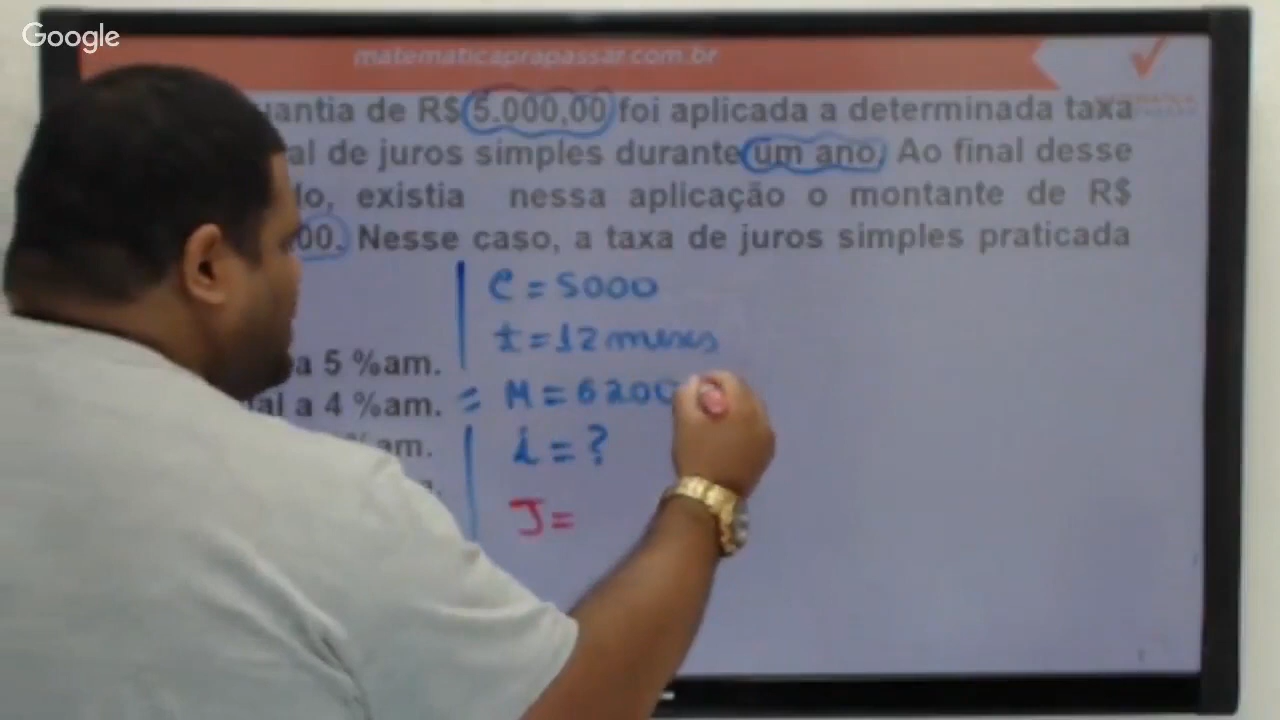 Google
matematicaprapassar.com.br
quantia de R$ 5.000,00 foi aplicada a determinada taxa
al de juros simples durante um ano. Ao final desse
do, existia nessa aplicação o montante de R$
00. Nesse caso, a taxa de juros simples praticada
C = 5000
t = 12 meses
a 5 %am.
al a 4 %am.
= M = 6200
%am.
i = ?
J =